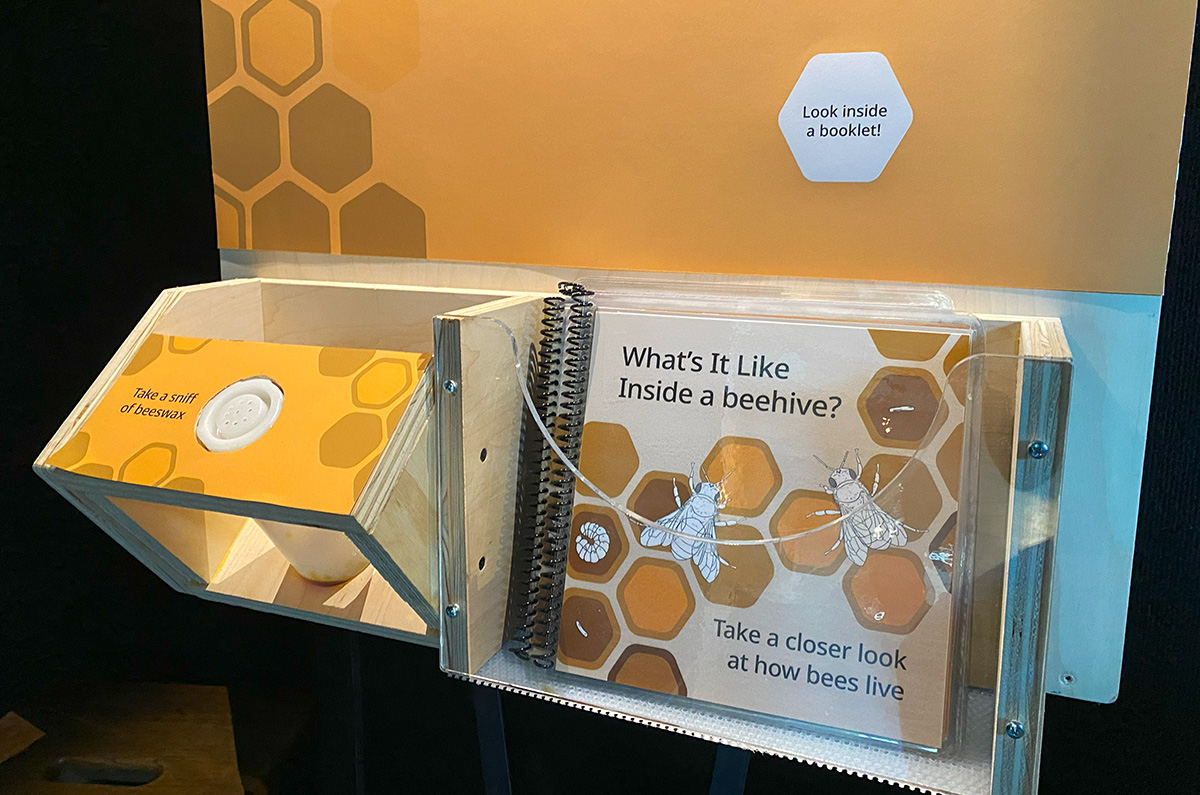 Look inside
a booklet!
Take a sniff
of beeswax
What's It Like
Inside a beehive?
Take a closer look
at how bees live